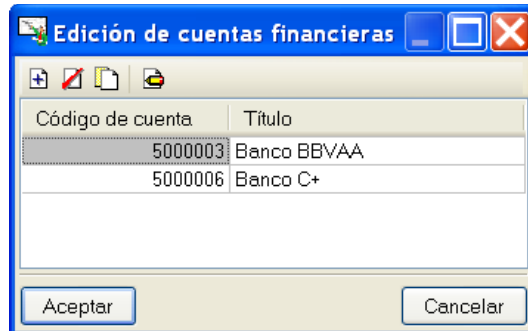 Edición de cuentas financieras
Código de cuenta Título
5000003 Banco BBVAA
5000006 Banco C+
Aceptar Cancelar